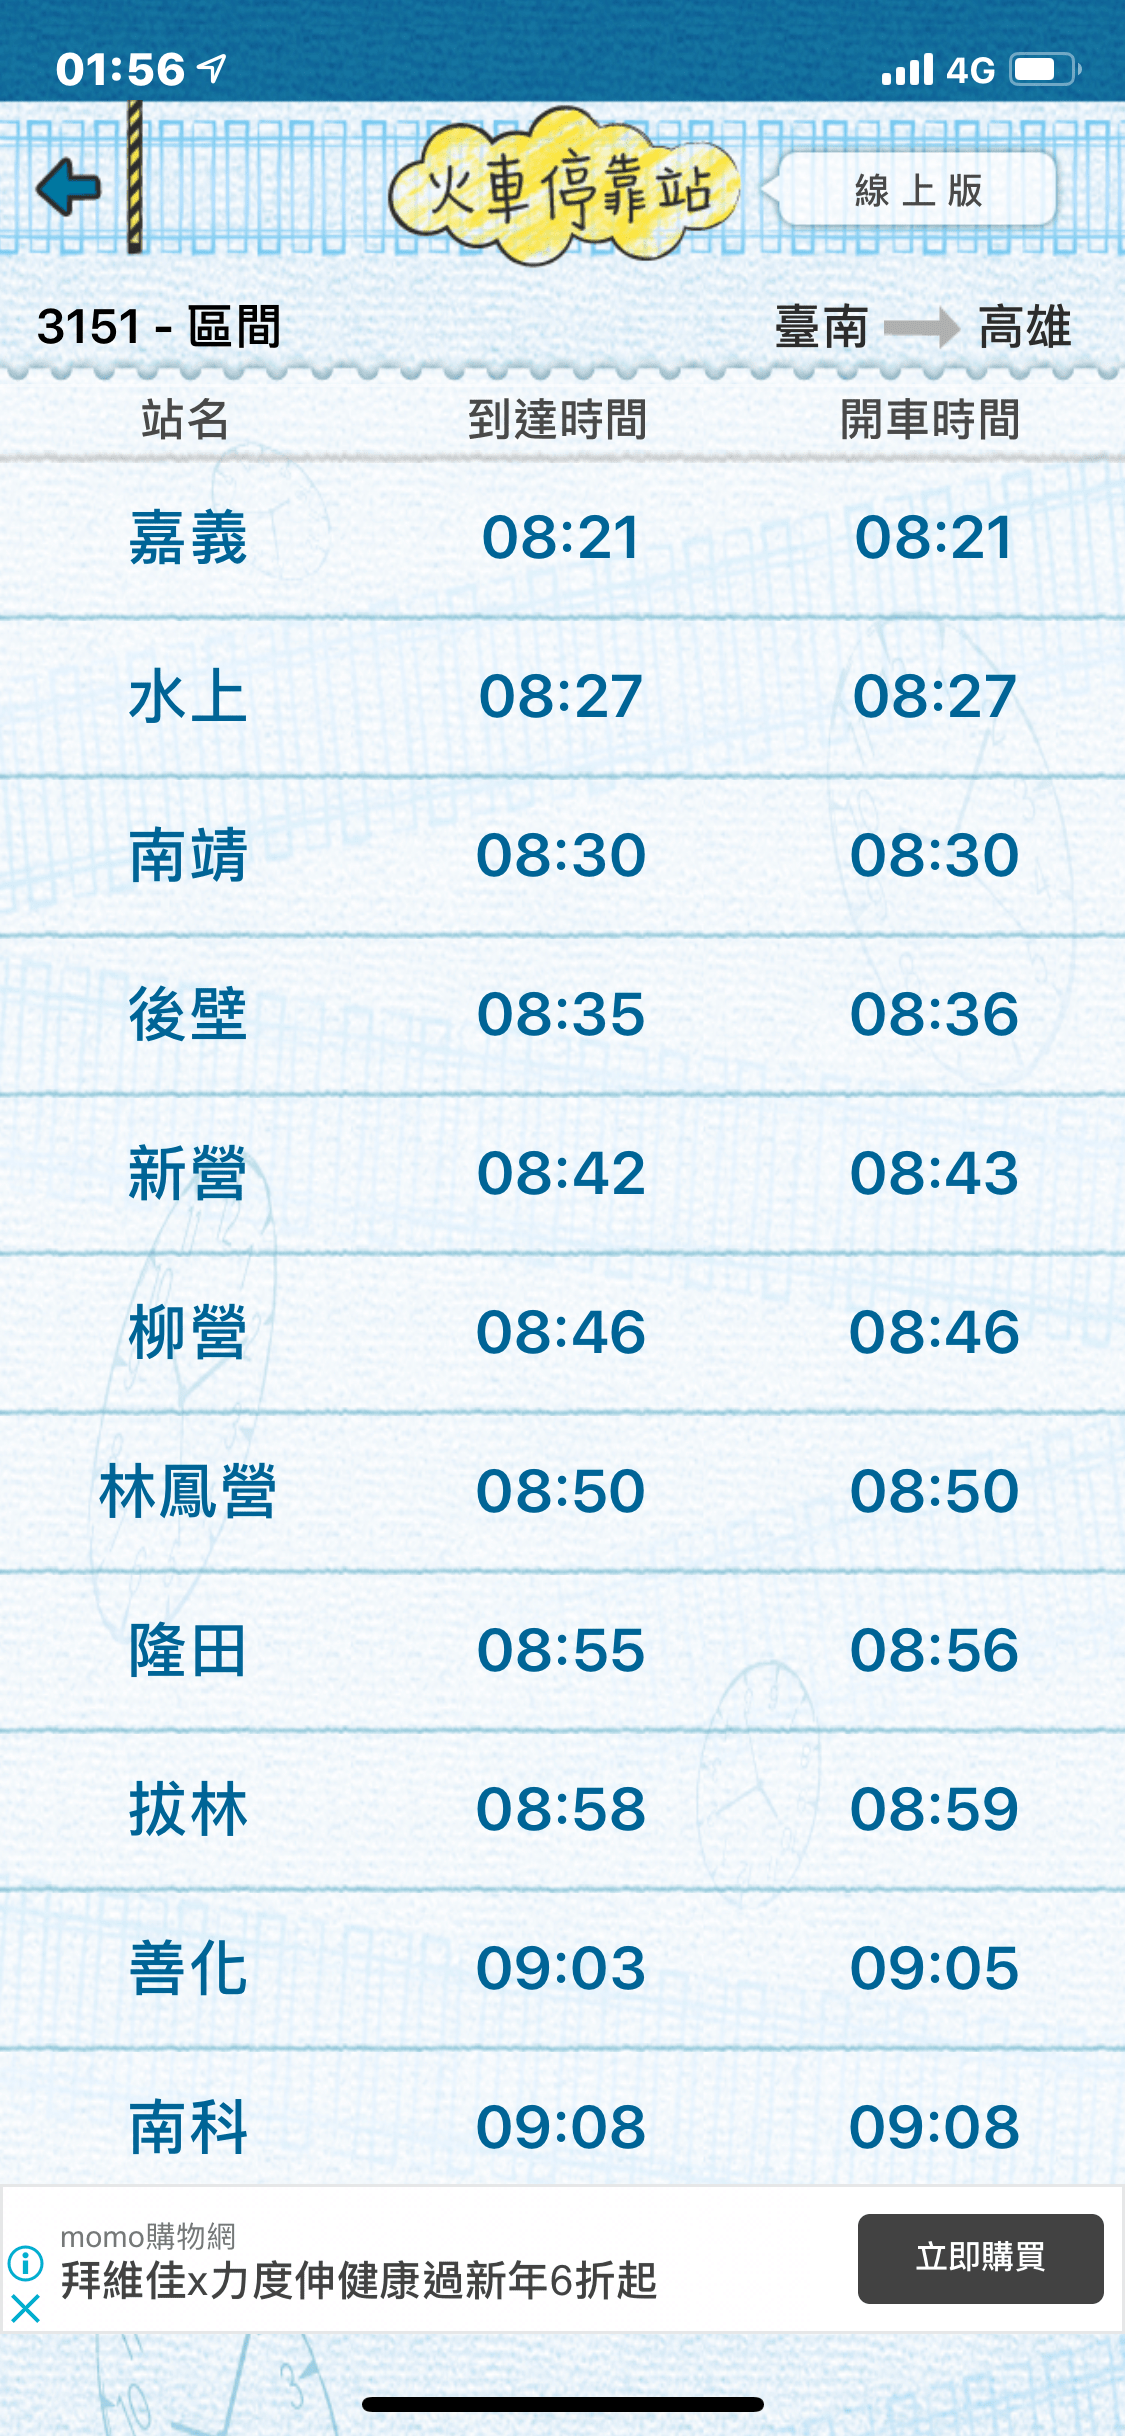 01:56
4G
火車停靠站
線上版
3151 - 區間
臺南 高雄
站名 到達時間 開車時間
嘉義 08:21 08:21
水上 08:27 08:27
南靖 08:30 08:30
後壁 08:35 08:36
新營 08:42 08:43
柳營 08:46 08:46
林鳳營 08:50 08:50
隆田 08:55 08:56
拔林 08:58 08:59
善化 09:03 09:05
南科 09:08 09:08
momo購物網
拜維佳x力度伸健康過新年6折起
立即購買